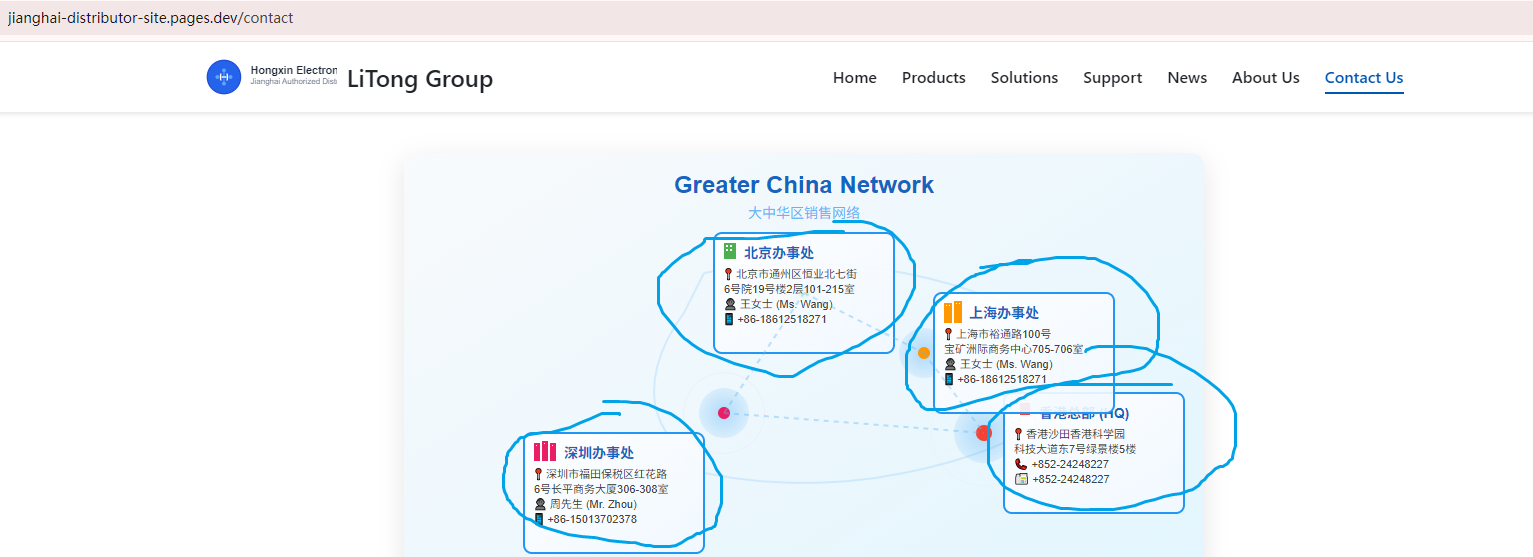 jianghai-distributor-site.pages.dev/contact
Hongxin Electron
Jianghai Authorized Dist
LiTong Group
Home Products Solutions Support News About Us Contact Us
Greater China Network
大中华区销售网络
北京办事处
北京市通州区恒业北七街
6号院19号楼2层101-215室
王女士 (Ms. Wang)
+86-18612518271
上海办事处
上海市裕通路100号
宝矿洲际商务中心705-706室
王女士 (Ms. Wang)
+86-18612518271
香港总部 (HQ)
香港沙田香港科学园
科技大道东7号绿景楼5楼
+852-24248227
+852-24248227
深圳办事处
深圳市福田保税区红花路
6号长平商务大厦306-308室
周先生 (Mr. Zhou)
+86-15013702378